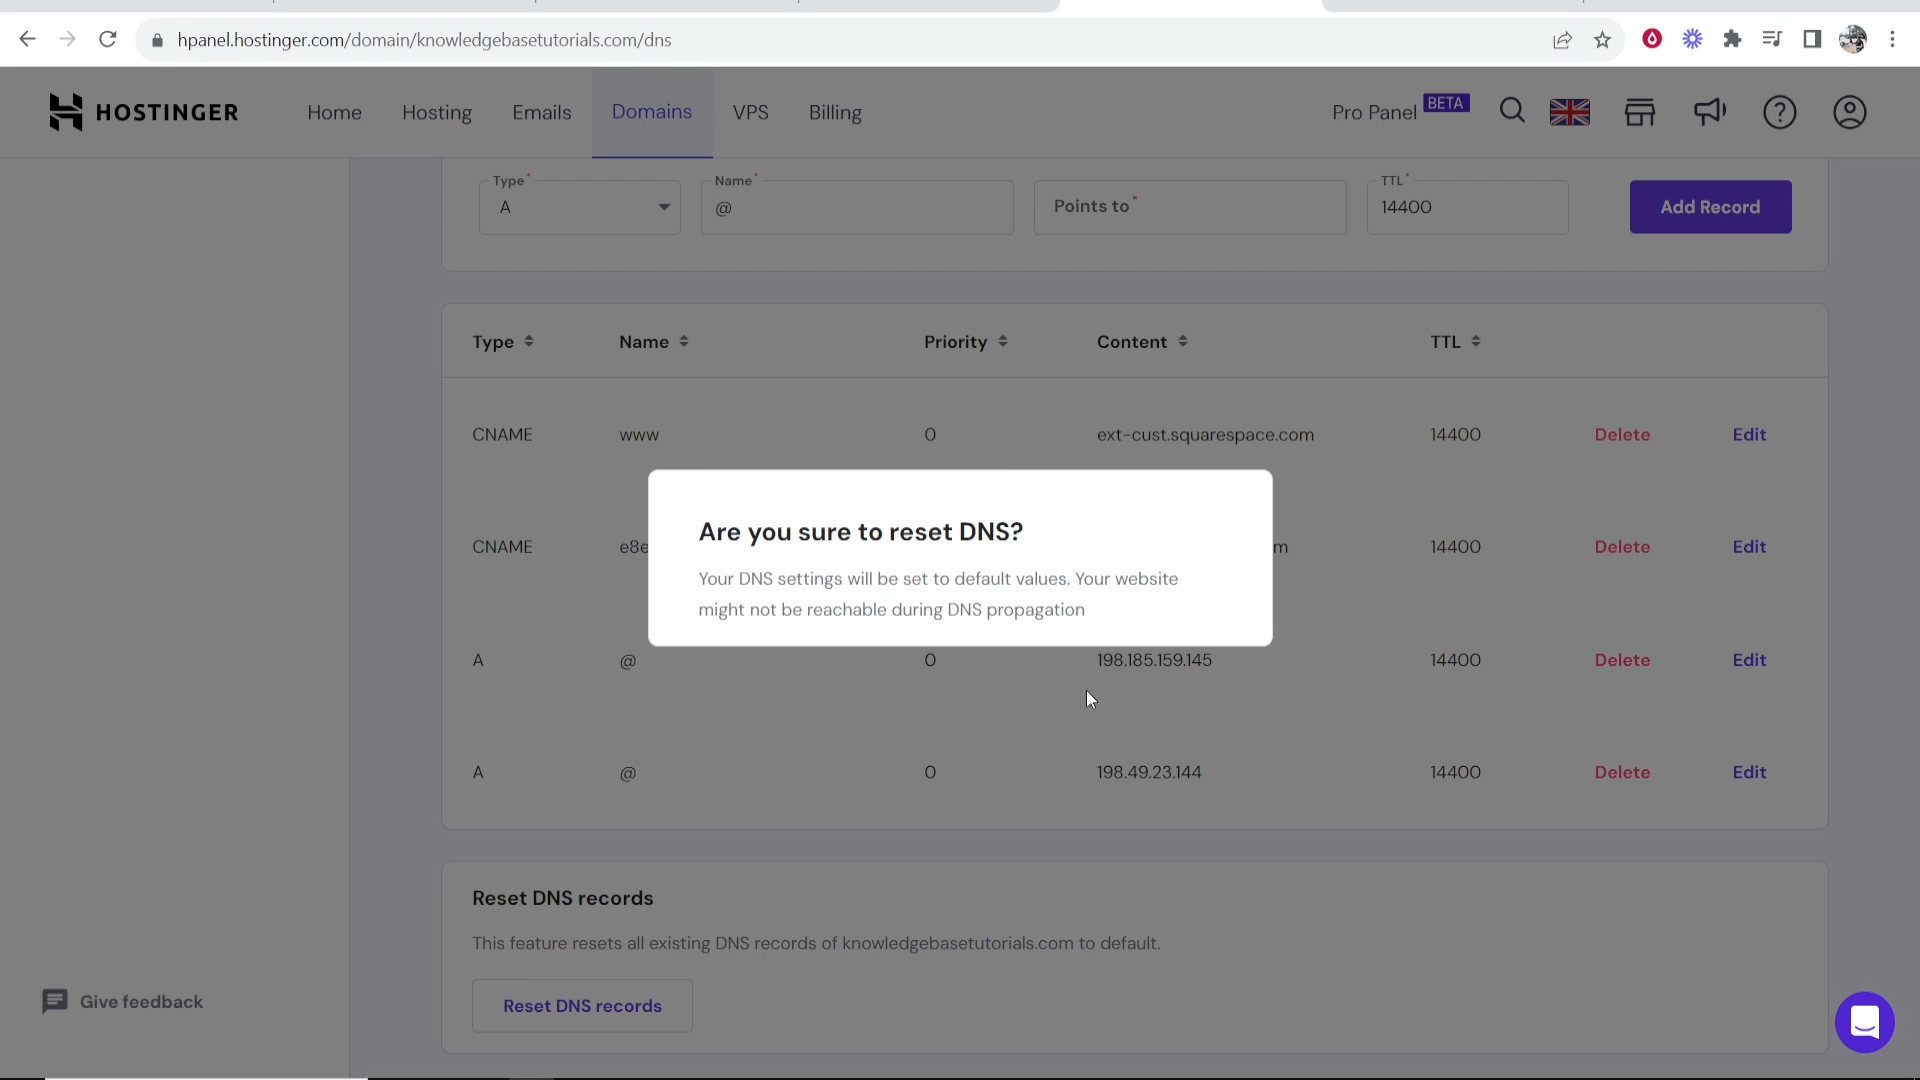 hpanel.hostinger.com/domain/knowledgebasetutorials.com/dns
HOSTINGER
Home
Hosting
Emails
Domains
VPS
Billing
Pro Panel BETA
Type*
A
Name*
@
Points to*
TTL*
14400
Add Record
Type Name Priority Content TTL
CNAME www 0 ext-cust.squarespace.com 14400 Delete Edit
CNAME e8e m 14400 Delete Edit
Are you sure to reset DNS?
Your DNS settings will be set to default values. Your website
might not be reachable during DNS propagation
A @ 0 198.185.159.145 14400 Delete Edit
A @ 0 198.49.23.144 14400 Delete Edit
Reset DNS records
This feature resets all existing DNS records of knowledgebasetutorials.com to default.
Reset DNS records
Give feedback